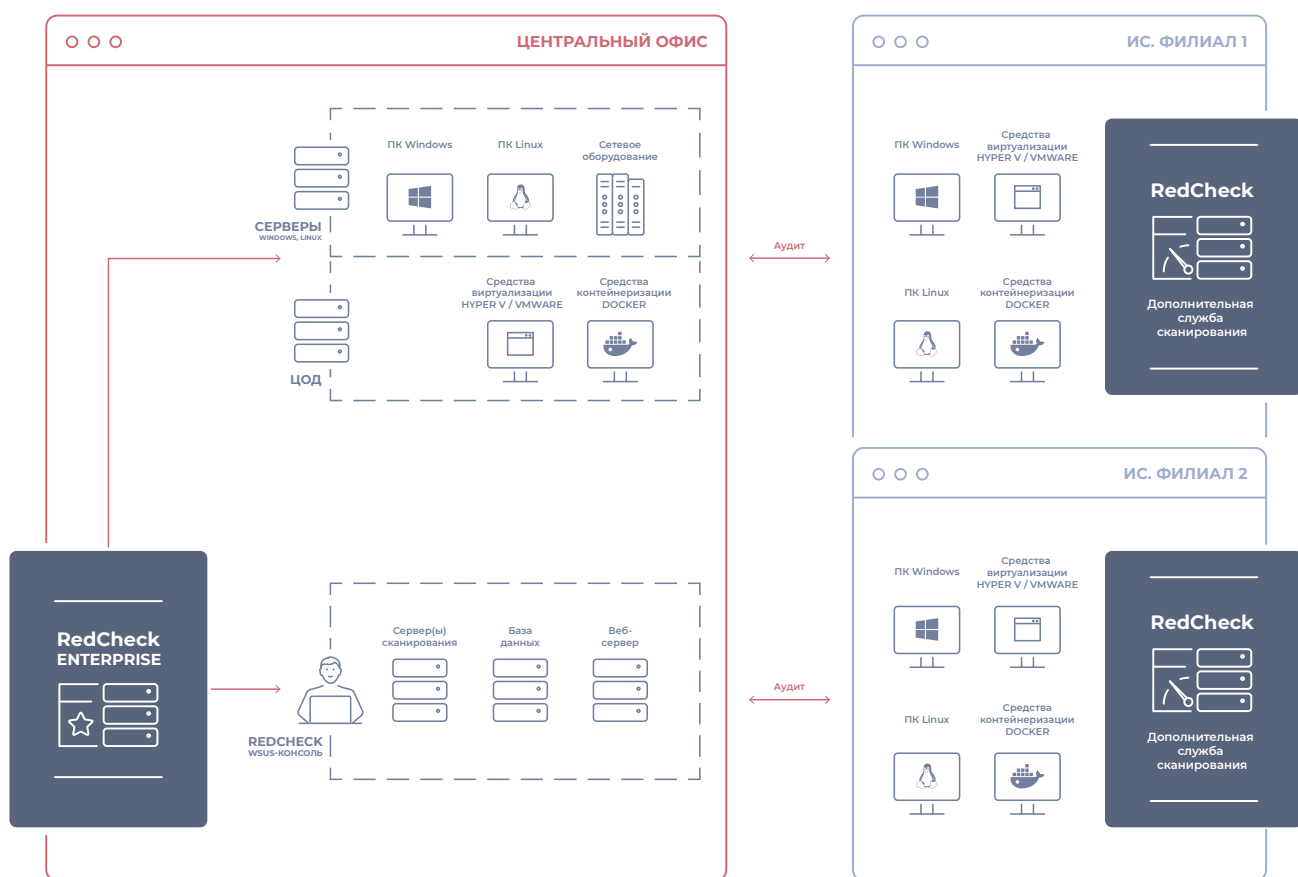 ЦЕНТРАЛЬНЫЙ ОФИС
ПК Windows
ПК Linux
Сетевое
оборудование
СЕРВЕРЫ
WINDOWS, LINUX
Средства
виртуализации
HYPER V / VMWARE
Средства
контейнеризации
DOCKER
ЦОД
RedCheck
ENTERPRISE
Сервер(ы)
сканирования
База
данных
Веб-
сервер
REDCHECK
WSUS-КОНСОЛЬ
Аудит
Аудит
ИС. ФИЛИАЛ 1
ПК Windows
Средства
виртуализации
HYPER V / VMWARE
ПК Linux
Средства
контейнеризации
DOCKER
RedCheck
Дополнительная
служба
сканирования
ИС. ФИЛИАЛ 2
ПК Windows
Средства
виртуализации
HYPER V / VMWARE
ПК Linux
Средства
контейнеризации
DOCKER
RedCheck
Дополнительная
служба
сканирования